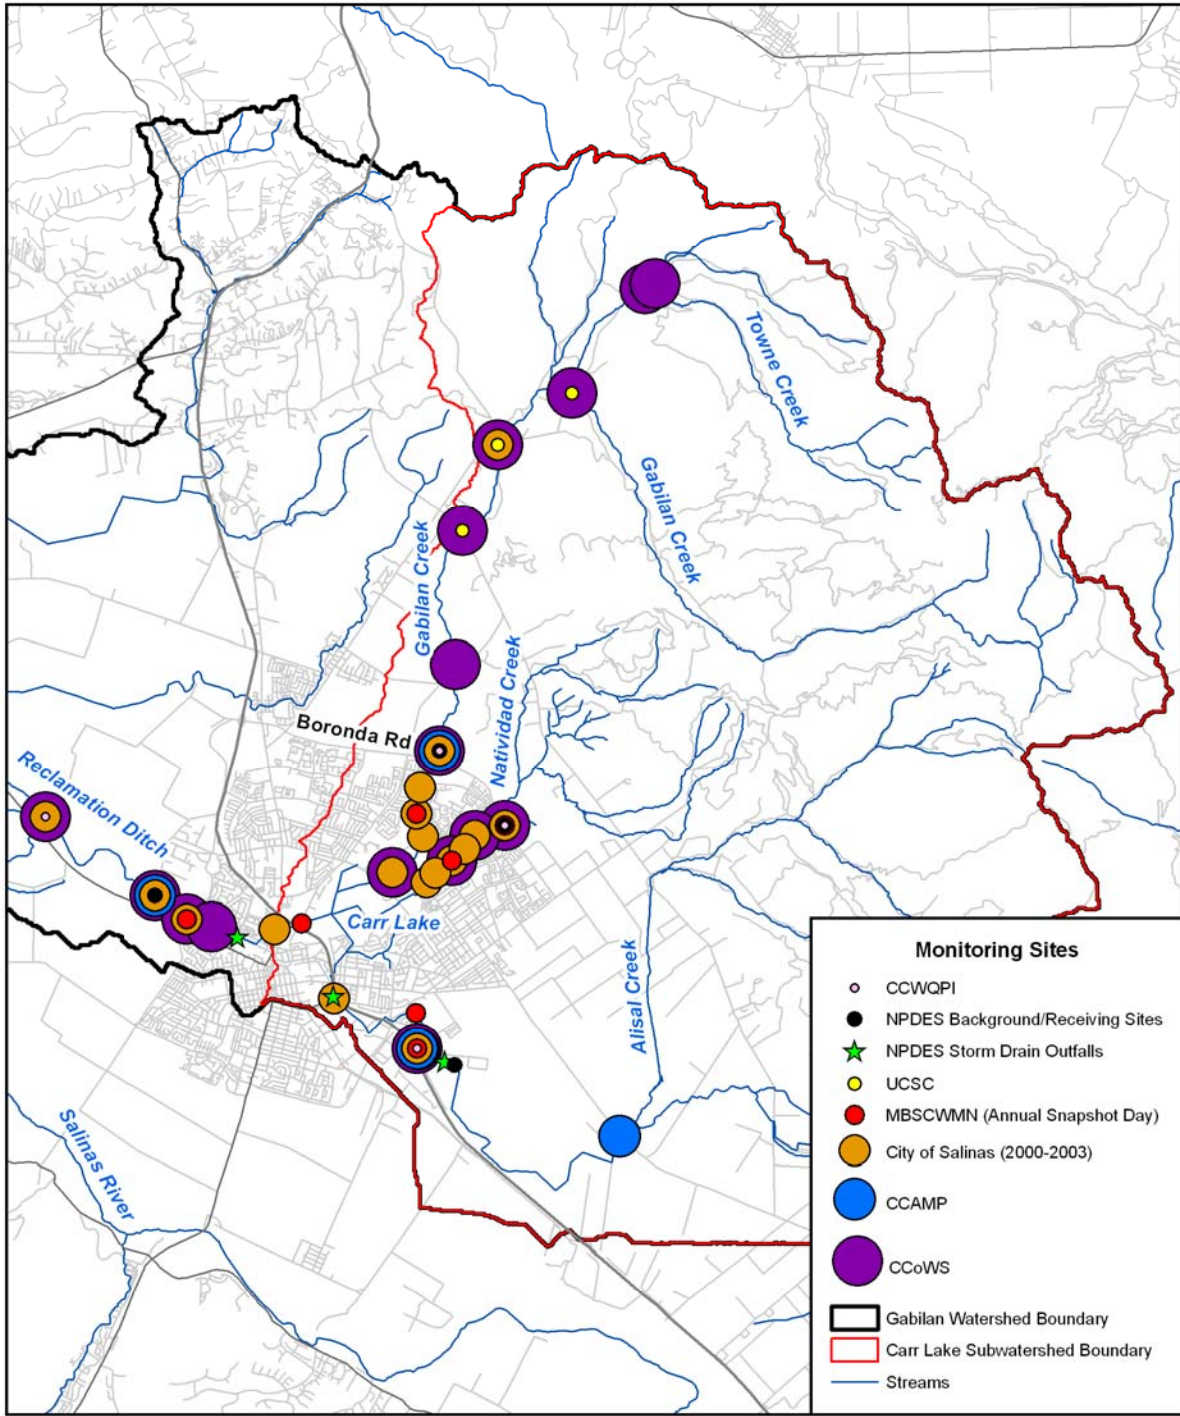 Towne Creek
Gabilan Creek
Gabilan Creek
Natividad Creek
Boronda Rd
Reclamation Ditch
Carr Lake
Alisal Creek
Salinas River
Monitoring Sites
CCWQPI
NPDES Background/Receiving Sites
NPDES Storm Drain Outfalls
UCSC
MBSCWMN (Annual Snapshot Day)
City of Salinas (2000-2003)
CCAMP
CCoWS
Gabilan Watershed Boundary
Carr Lake Subwatershed Boundary
Streams